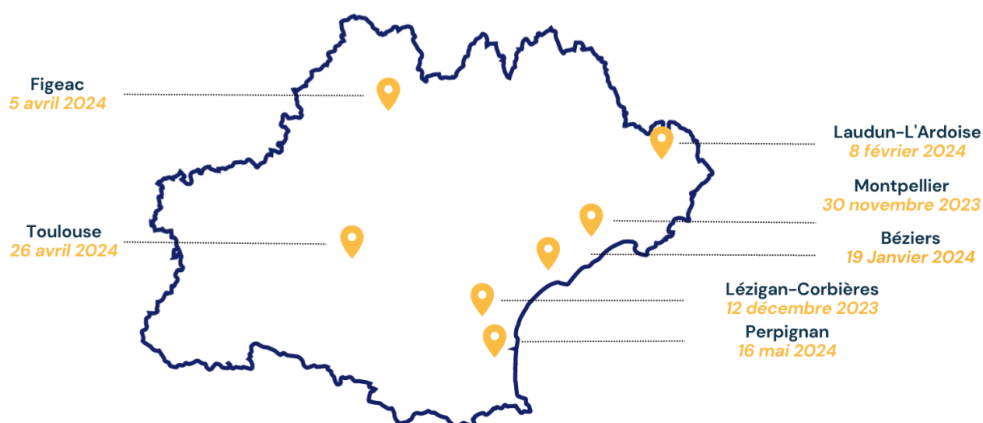 Figeac
5 avril 2024
Toulouse
26 avril 2024
Laudun-L'Ardoise
8 février 2024
Montpellier
30 novembre 2023
Béziers
19 Janvier 2024
Lézigan-Corbières
12 décembre 2023
Perpignan
16 mai 2024